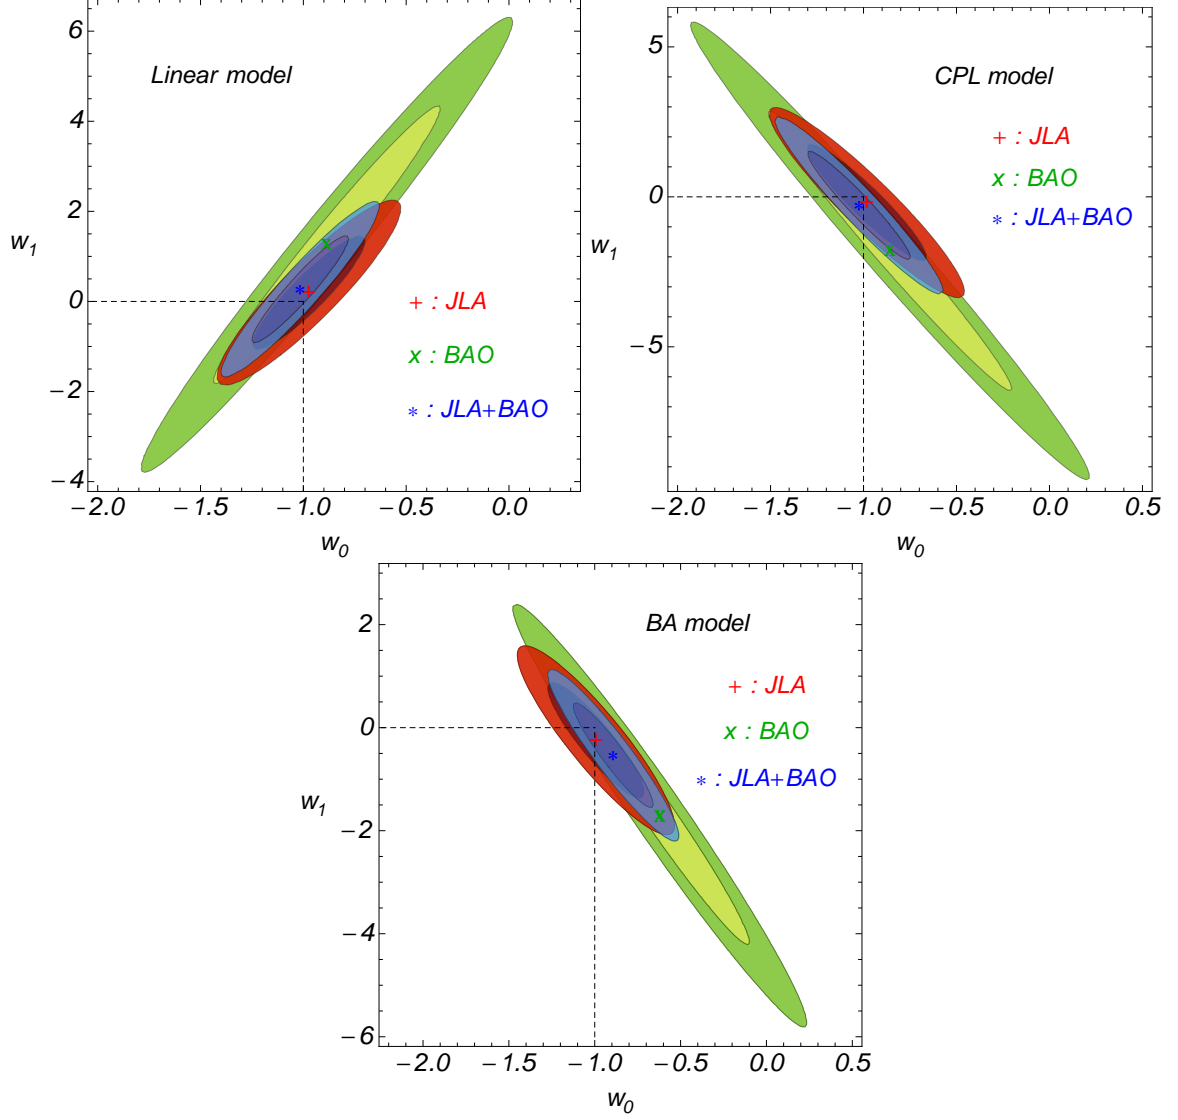 Linear model
+ : JLA
x : BAO
* : JLA+BAO
w1
6
4
2
0
−2
−4
−2.0 −1.5 −1.0 −0.5 0.0
w0
CPL model
+ : JLA
x : BAO
* : JLA+BAO
w1
5
0
−5
−2.0 −1.5 −1.0 −0.5 0.0 0.5
w0
BA model
+ : JLA
x : BAO
* : JLA+BAO
w1
2
0
−2
−4
−6
−2.0 −1.5 −1.0 −0.5 0.0 0.5
w0